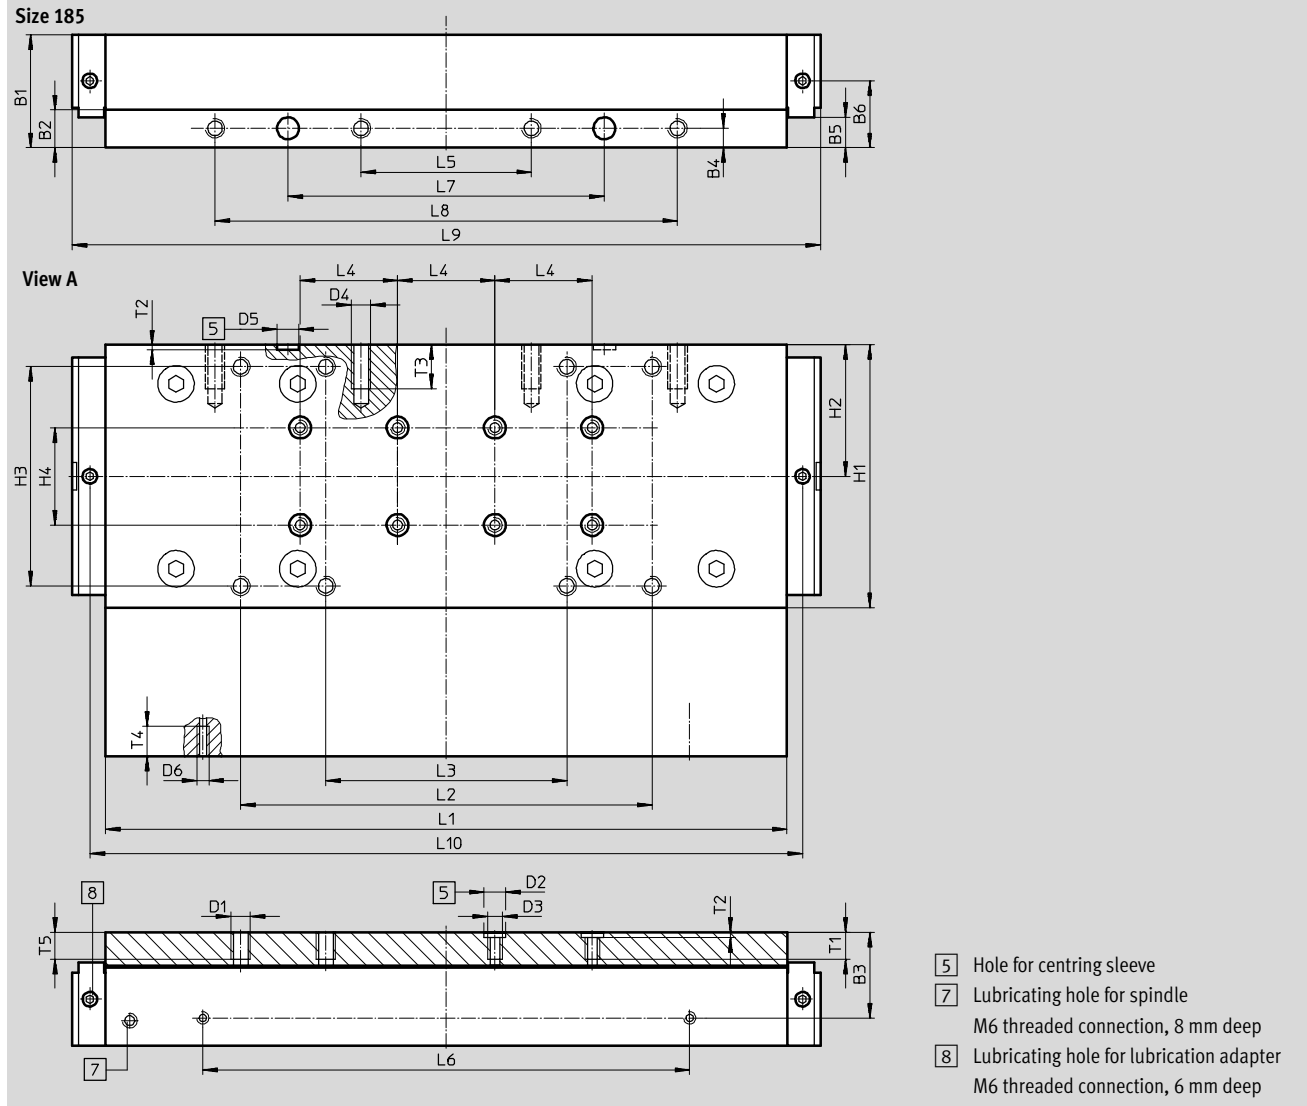 Size 185
B1
B2
B4
B5
B6
L5
L7
L8
L9
View A
L4
L4
L4
T2
5
D5
D4
T3
H3
H4
H2
H1
T4
D6
L3
L2
L1
L10
8
5
D2
D1
D3
T2
T5
T1
B3
7
L6
5 Hole for centring sleeve
7 Lubricating hole for spindle
M6 threaded connection, 8 mm deep
8 Lubricating hole for lubrication adapter
M6 threaded connection, 6 mm deep